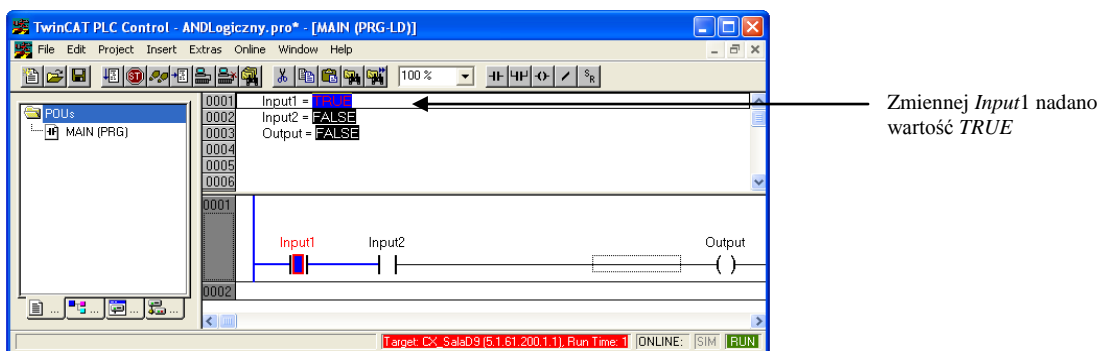 TwinCAT PLC Control - ANDLogiczny.pro* - [MAIN (PRG-LD)]
File Edit Project Insert Extras Online Window Help
100 %
POUs
MAIN (PRG)
0001 Input1 = TRUE
0002 Input2 = FALSE
0003 Output = FALSE
0004
0005
0006
Zmiennej Input1 nadano
wartość TRUE
0001
Input1 Input2 Output
0002
... ... ... ...
Target: CX_SalaD9 (5.1.61.200.1.1), Run Time: 1 ONLINE: SIM RUN